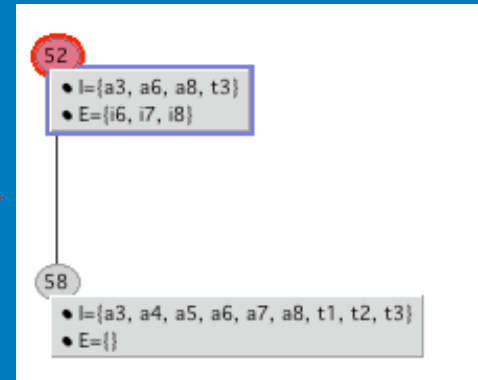 52
• I={a3, a6, a8, t3}
• E={i6, i7, i8}
58
• I={a3, a4, a5, a6, a7, a8, t1, t2, t3}
• E={}